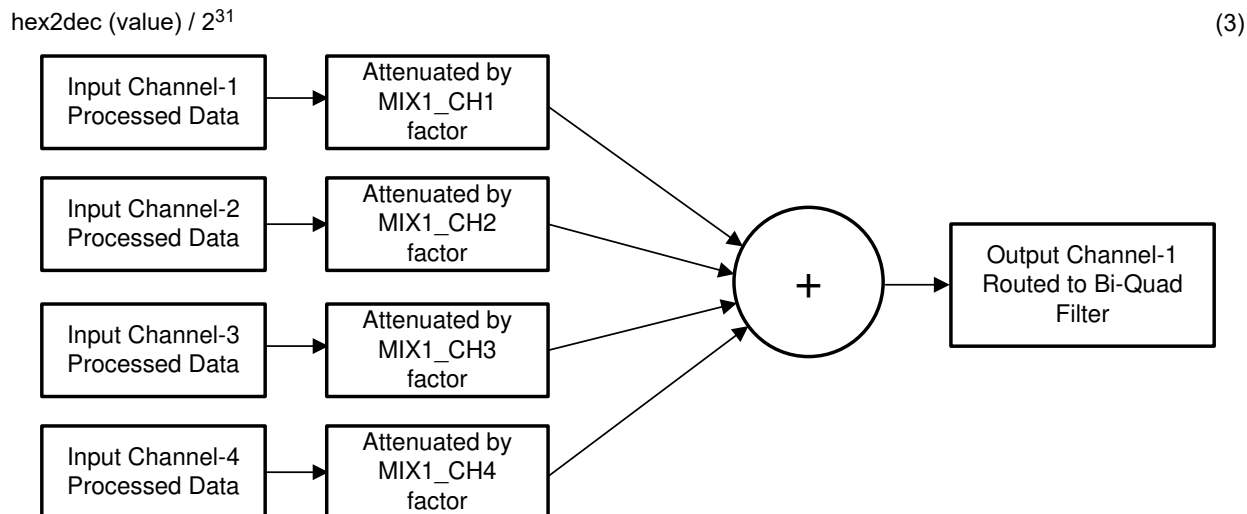 hex2dec (value) / 2³¹ (3)
Input Channel-1
Processed Data
Attenuated by
MIX1_CH1
factor
Input Channel-2
Processed Data
Attenuated by
MIX1_CH2
factor
Input Channel-3
Processed Data
Attenuated by
MIX1_CH3
factor
Input Channel-4
Processed Data
Attenuated by
MIX1_CH4
factor
+
Output Channel-1
Routed to Bi-Quad
Filter